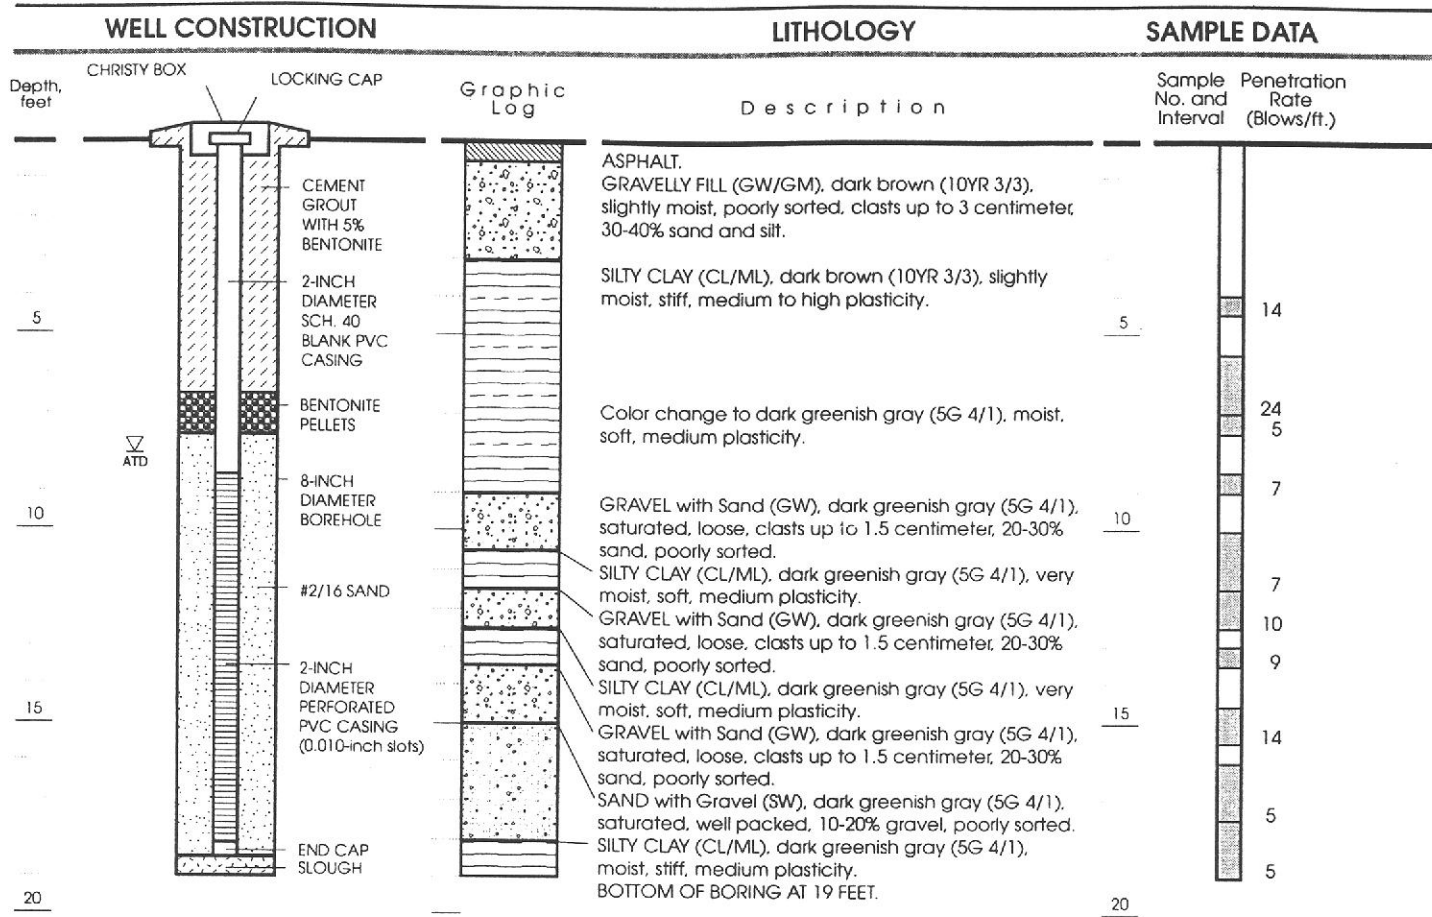 WELL CONSTRUCTION
LITHOLOGY
SAMPLE DATA
Depth,
feet
CHRISTY BOX
LOCKING CAP
Graphic
Log
Description
Sample
No. and
Interval
Penetration
Rate
(Blows/ft.)
CEMENT
GROUT
WITH 5%
BENTONITE
2-INCH
DIAMETER
SCH. 40
BLANK PVC
CASING
BENTONITE
PELLETS
8-INCH
DIAMETER
BOREHOLE
#2/16 SAND
2-INCH
DIAMETER
PERFORATED
PVC CASING
(0.010-inch slots)
END CAP
SLOUGH
5
ATD
10
15
20
ASPHALT.
GRAVELLY FILL (GW/GM), dark brown (10YR 3/3),
slightly moist, poorly sorted, clasts up to 3 centimeter,
30-40% sand and silt.
SILTY CLAY (CL/ML), dark brown (10YR 3/3), slightly
moist, stiff, medium to high plasticity.
Color change to dark greenish gray (5G 4/1), moist,
soft, medium plasticity.
GRAVEL with Sand (GW), dark greenish gray (5G 4/1),
saturated, loose, clasts up to 1.5 centimeter, 20-30%
sand, poorly sorted.
SILTY CLAY (CL/ML), dark greenish gray (5G 4/1), very
moist, soft, medium plasticity.
GRAVEL with Sand (GW), dark greenish gray (5G 4/1),
saturated, loose, clasts up to 1.5 centimeter, 20-30%
sand, poorly sorted.
SILTY CLAY (CL/ML), dark greenish gray (5G 4/1), very
moist, soft, medium plasticity.
GRAVEL with Sand (GW), dark greenish gray (5G 4/1),
saturated, loose, clasts up to 1.5 centimeter, 20-30%
sand, poorly sorted.
SAND with Gravel (SW), dark greenish gray (5G 4/1),
saturated, well packed, 10-20% gravel, poorly sorted.
SILTY CLAY (CL/ML), dark greenish gray (5G 4/1),
moist, stiff, medium plasticity.
BOTTOM OF BORING AT 19 FEET.
5
10
15
20
14
24
5
7
7
10
9
14
5
5